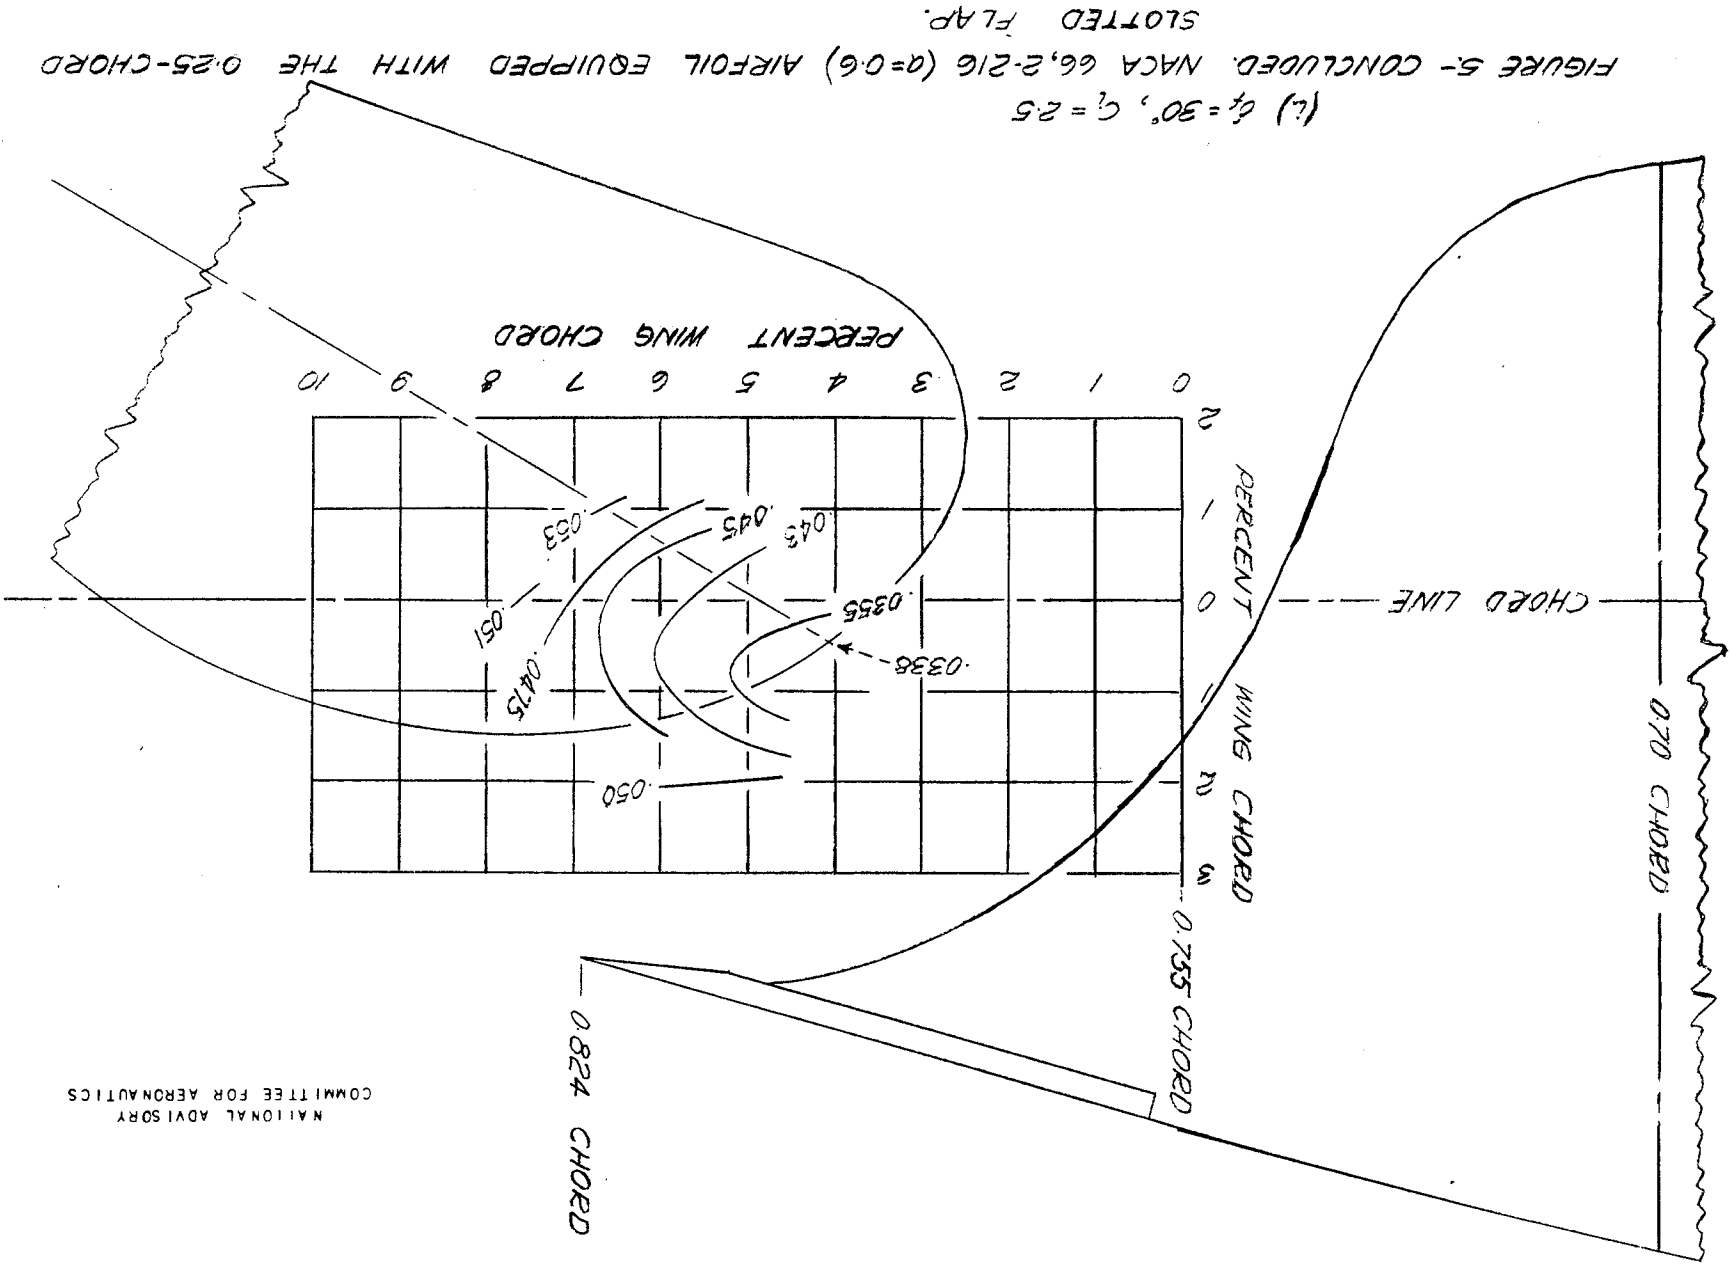 0.824 CHORD
NATIONAL ADVISORY
COMMITTEE FOR AERONAUTICS
0.755 CHORD
0.70 CHORD
PERCENT WING CHORD
3
2
1
0
1
2
.050
.0338
.0355
.0475
.051
CHORD LINE
.043
.045
.053
0 1 2 3 4 5 6 7 8 9 10
PERCENT WING CHORD
(i) δf = 30°, Cl = 2.5
FIGURE 5.- CONCLUDED. NACA 66,2-216 (a=0.6) AIRFOIL EQUIPPED WITH THE 0.25-CHORD
SLOTTED FLAP.